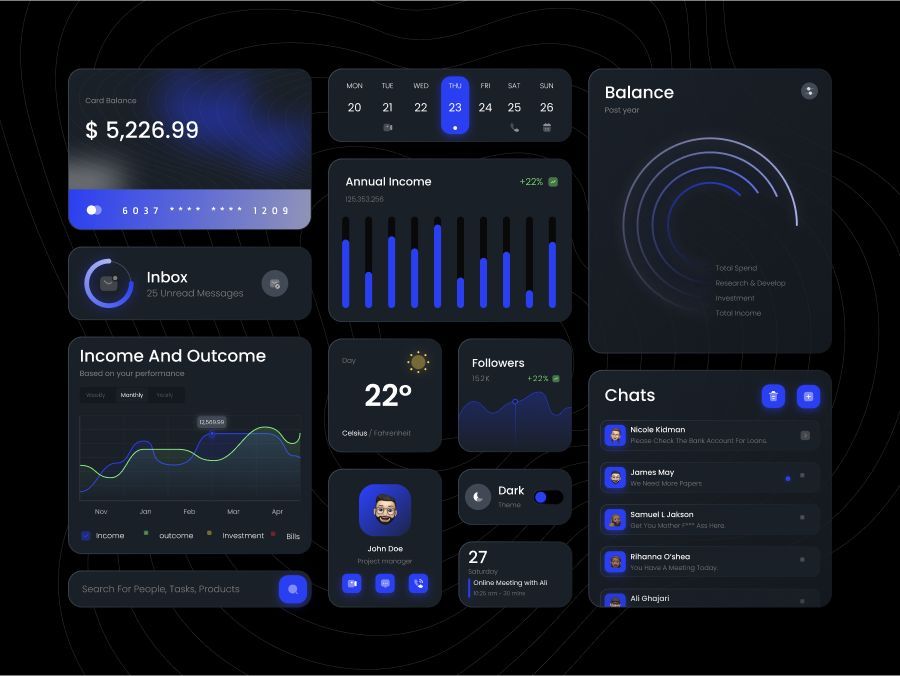 Card Balance
$ 5,226.99
6037 **** **** 1209
Inbox
25 Unread Messages
Income And Outcome
Based on your performance
Weekly Monthly Yearly
12,569.99
Nov Jan Feb Mar Apr
Income outcome Investment Bills
Search For People, Tasks, Products
MON TUE WED THU FRI SAT SUN
20 21 22 23 24 25 26
Annual Income +22%
125,353,256
Day
22°
Celsius / Fahrenheit
Followers
152K +22%
John Doe
Project manager
Dark
Theme
27
Saturday
Online Meeting with Ali
10:25 am - 30 mins
Balance
Post year
Total Spend
Research & Develop
Investment
Total Income
Chats
Nicole Kidman
Please Check The Bank Account For Loans.
James May
We Need More Papers
Samuel L Jakson
Get You Mother F*** Ass Here.
Rihanna O'shea
You Have A Meeting Today.
Ali Ghajari